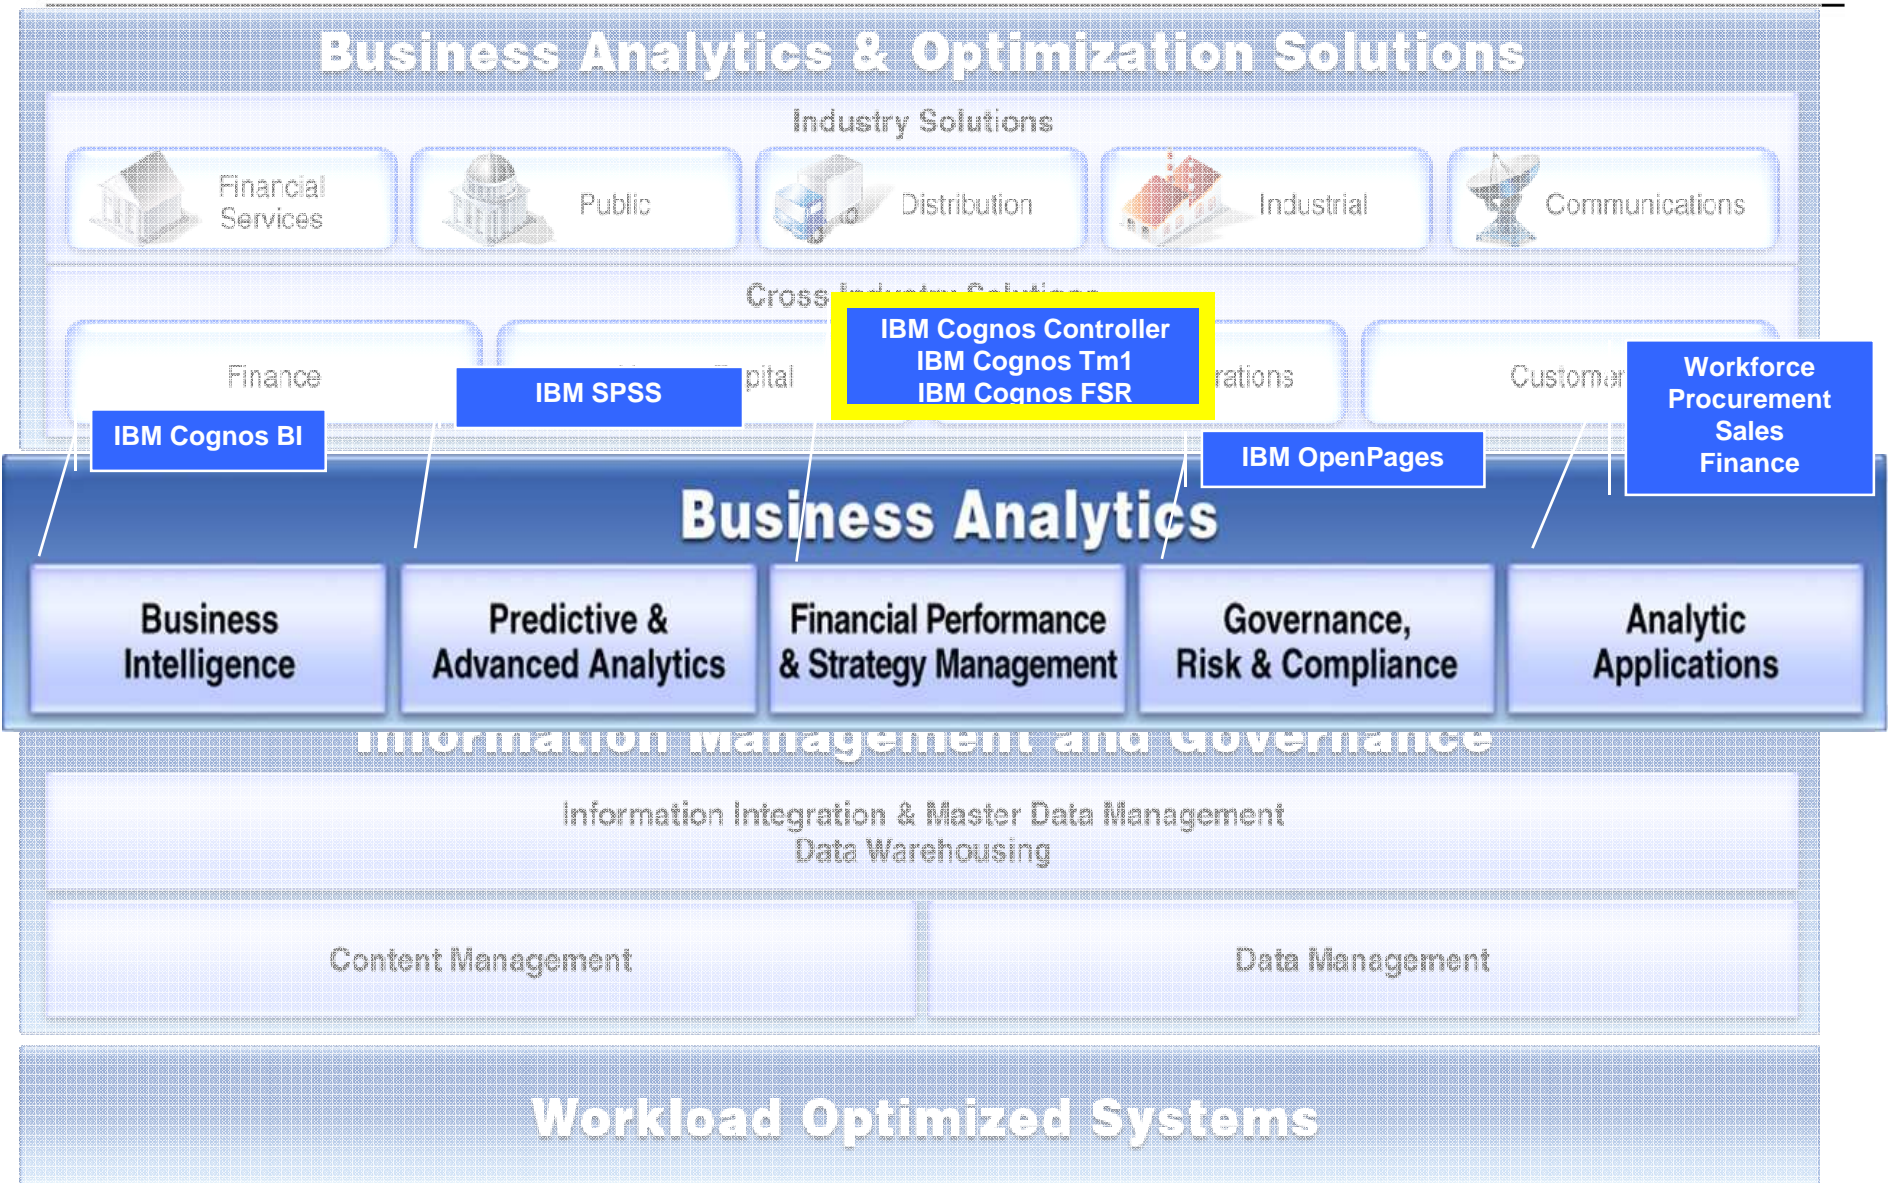 Business Analytics & Optimization Solutions
Industry Solutions
Financial
Services
Public
Distribution
Industrial
Communications
Cross
IBM Cognos Controller
IBM Cognos Tm1
IBM Cognos FSR
Finance
IBM SPSS
pital
rations
Customer
Workforce
Procurement
Sales
Finance
IBM Cognos BI
IBM OpenPages
Business Analytics
Business
Intelligence
Predictive &
Advanced Analytics
Financial Performance
& Strategy Management
Governance,
Risk & Compliance
Analytic
Applications
Information Management and Governance
Information Integration & Master Data Management
Data Warehousing
Content Management
Data Management
Workload Optimized Systems